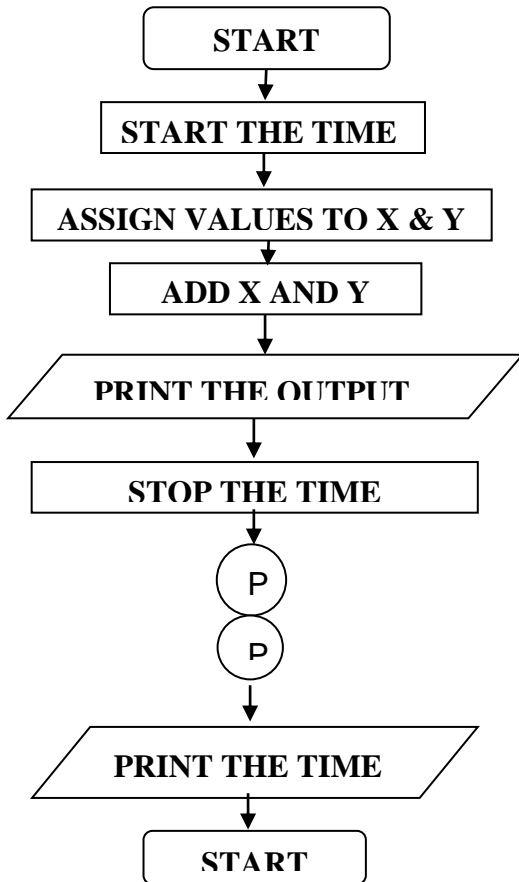 START
START THE TIME
ASSIGN VALUES TO X & Y
ADD X AND Y
PRINT THE OUTPUT
STOP THE TIME
P
P
PRINT THE TIME
START